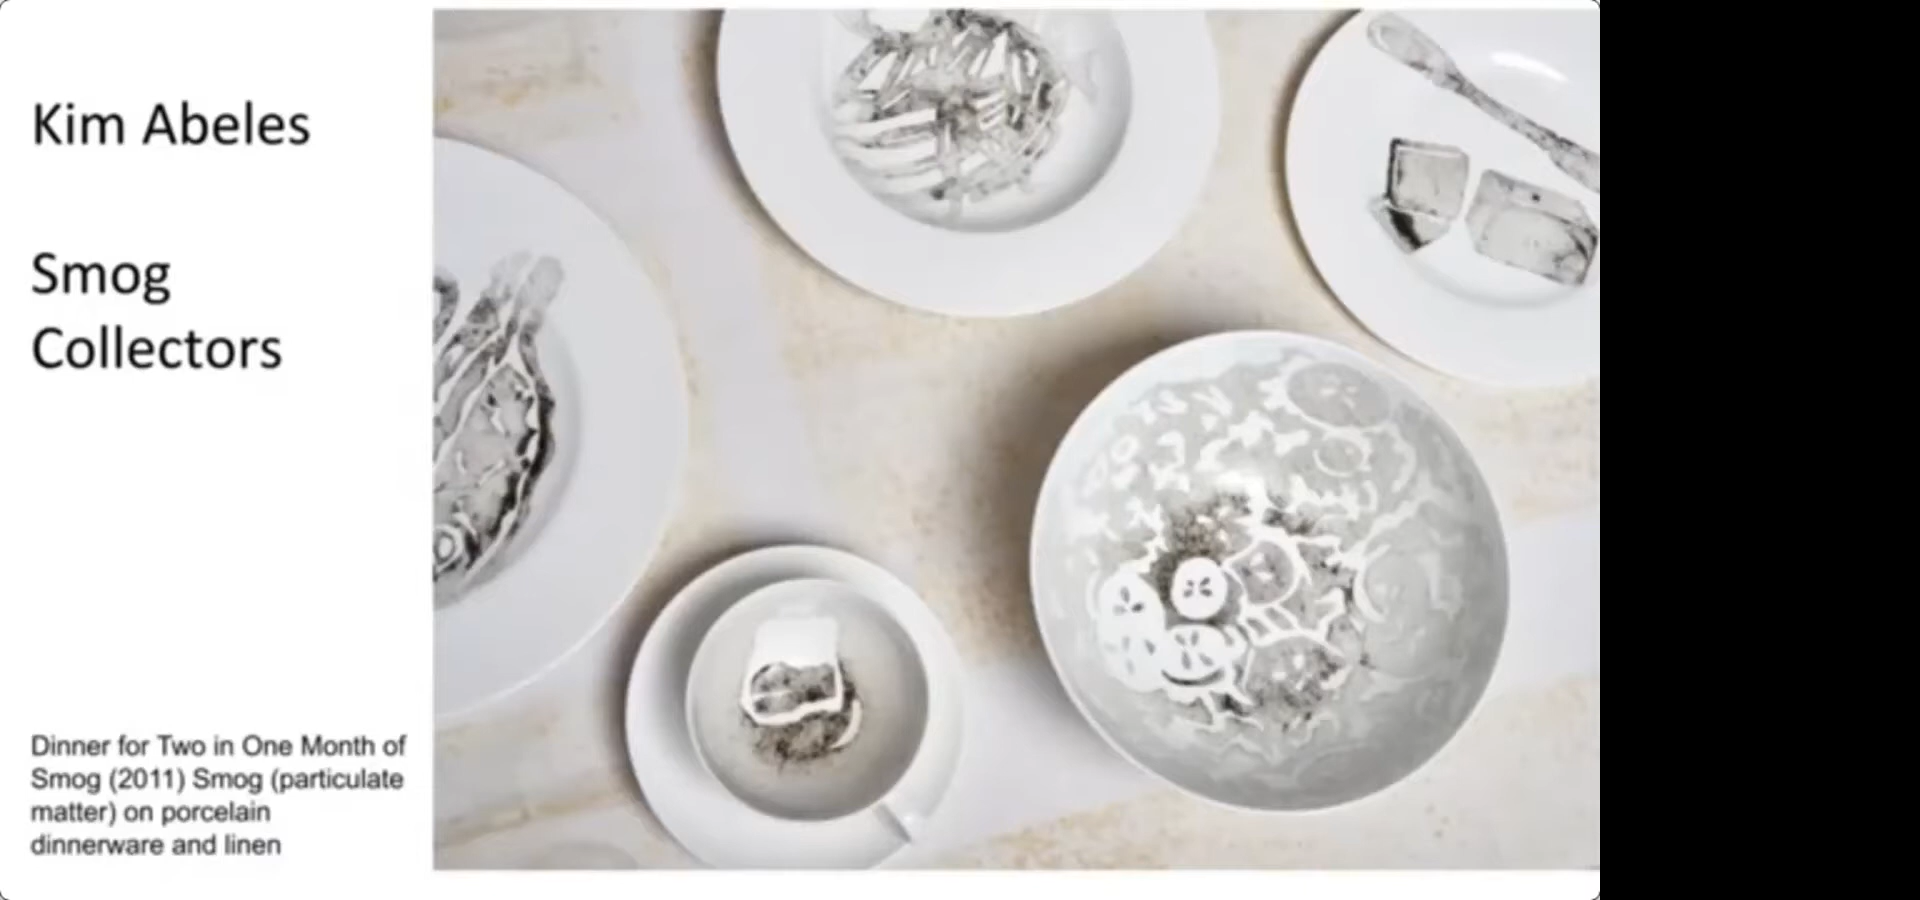 Kim Abeles
Smog
Collectors
Dinner for Two in One Month of
Smog (2011) Smog (particulate
matter) on porcelain
dinnerware and linen